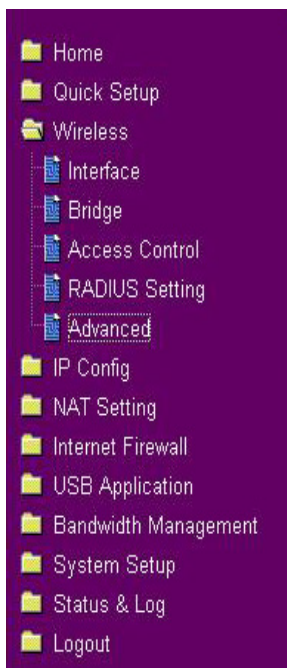 Home
Quick Setup
Wireless
Interface
Bridge
Access Control
RADIUS Setting
Advanced
IP Config
NAT Setting
Internet Firewall
USB Application
Bandwidth Management
System Setup
Status & Log
Logout